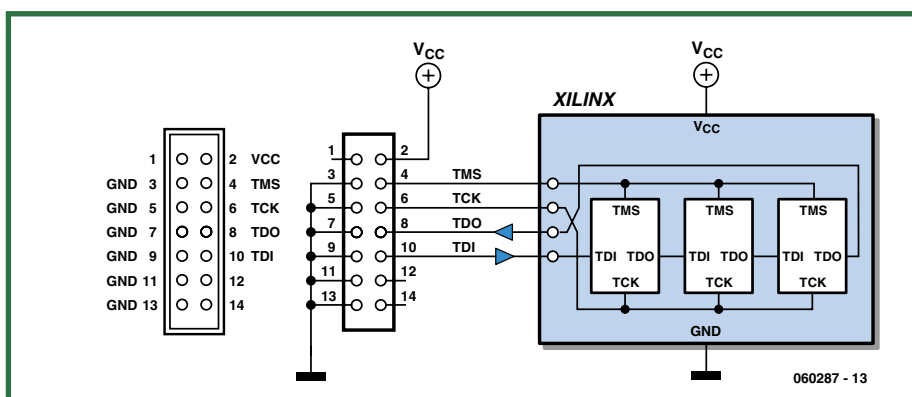 VCC
VCC
XILINX
VCC
1 2 VCC
GND 3 4 TMS
GND 5 6 TCK
GND 7 8 TDO
GND 9 10 TDI
GND 11 12
GND 13 14
1 2
3 4 TMS
5 6 TCK
7 8 TDO
9 10 TDI
11 12
13 14
TMS TMS TMS
TDI TDO TDI TDO TDI TDO
TCK TCK TCK
GND
060287 - 13